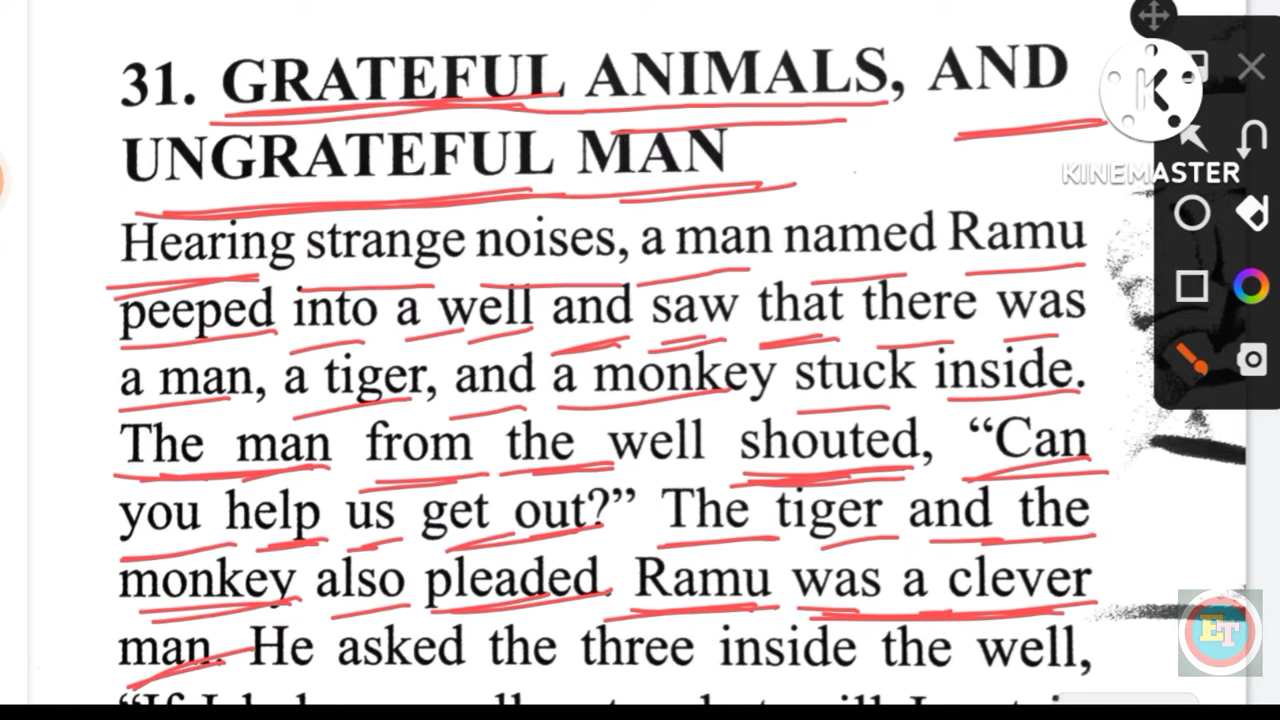 31. GRATEFUL ANIMALS, AND
UNGRATEFUL MAN
Hearing strange noises, a man named Ramu
peeped into a well and saw that there was
a man, a tiger, and a monkey stuck inside.
The man from the well shouted, “Can
you help us get out?” The tiger and the
monkey also pleaded. Ramu was a clever
man. He asked the three inside the well,
K
KINEMASTER
ET